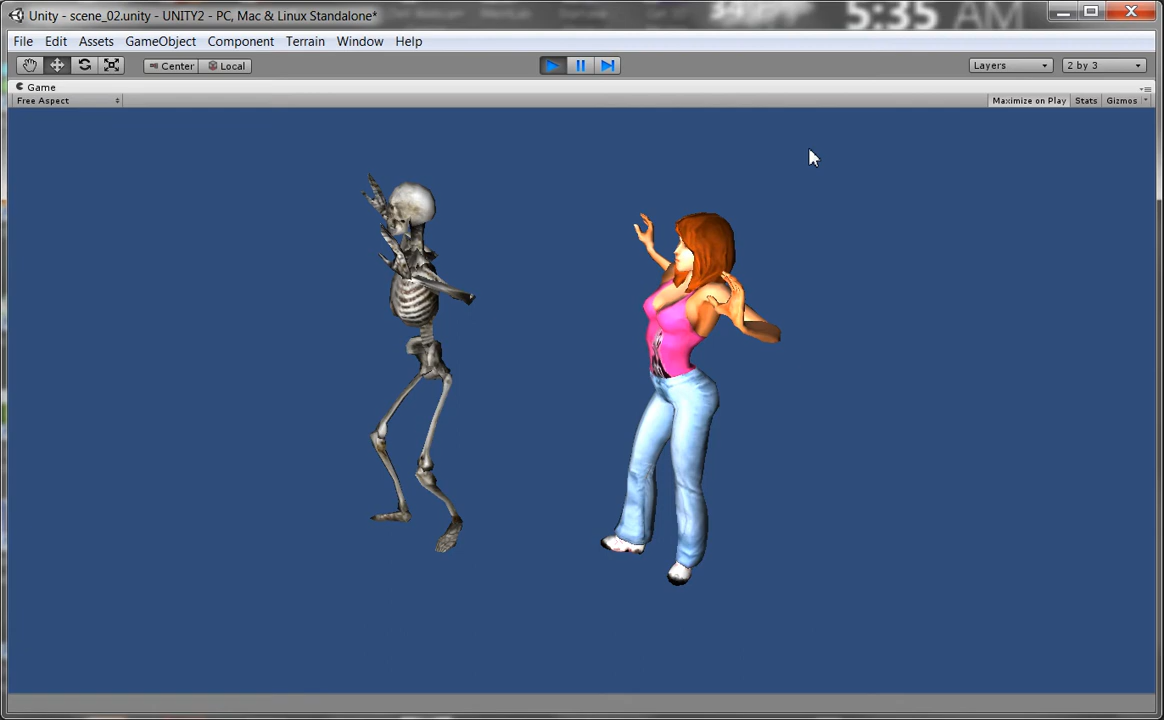 Unity - scene_02.unity - UNITY2 - PC, Mac & Linux Standalone*
5:35 AM
File Edit Assets GameObject Component Terrain Window Help
Center Local Layers 2 by 3
Game
Free Aspect Maximize on Play Stats Gizmos